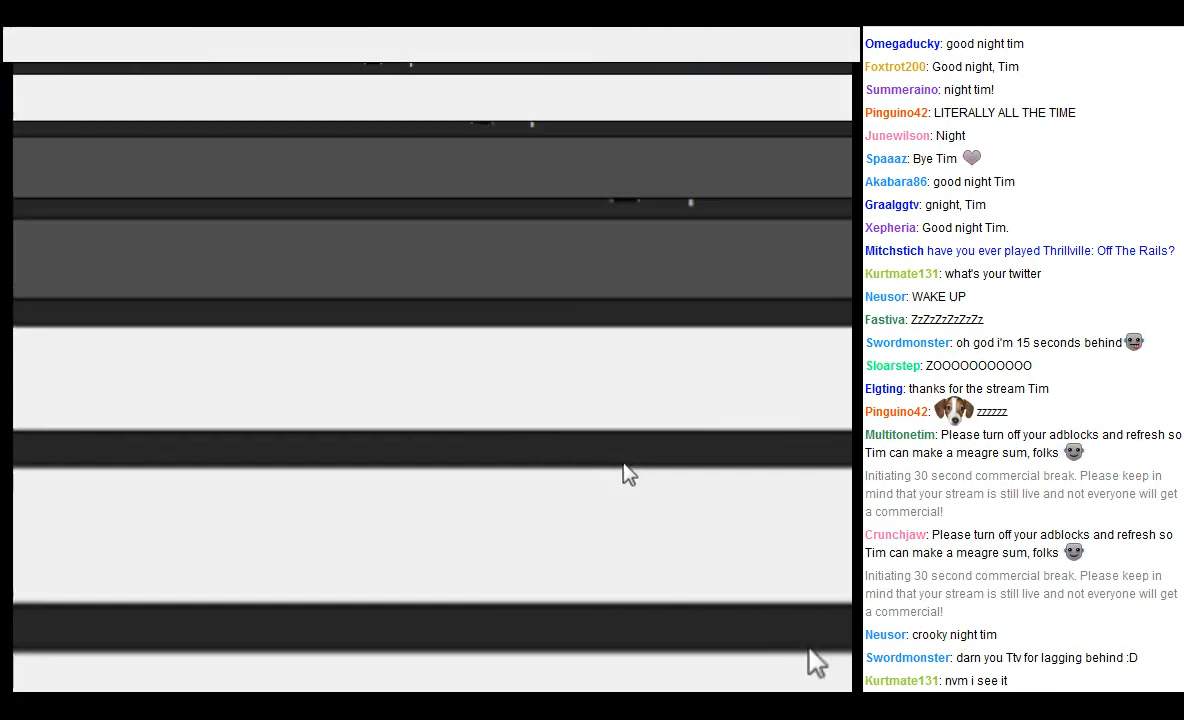 Omegaducky: good night tim
Foxtrot200: Good night, Tim
Summeraino: night tim!
Pinguino42: LITERALLY ALL THE TIME
Junewilson: Night
Spaaaz: Bye Tim
Akabara86: good night Tim
Graalggtv: gnight, Tim
Xepheria: Good night Tim.
Mitchstich have you ever played Thrillville: Off The Rails?
Kurtmate131: what's your twitter
Neusor: WAKE UP
Fastiva: ZzZzZzZzZzZz
Swordmonster: oh god i'm 15 seconds behind
Sloarstep: ZOOOOOOOOOOO
Elgting: thanks for the stream Tim
Pinguino42: zzzzzz
Multitonetim: Please turn off your adblocks and refresh so
Tim can make a meagre sum, folks
Initiating 30 second commercial break. Please keep in
mind that your stream is still live and not everyone will get
a commercial!
Crunchjaw: Please turn off your adblocks and refresh so
Tim can make a meagre sum, folks
Initiating 30 second commercial break. Please keep in
mind that your stream is still live and not everyone will get
a commercial!
Neusor: crooky night tim
Swordmonster: darn you Ttv for lagging behind :D
Kurtmate131: nvm i see it